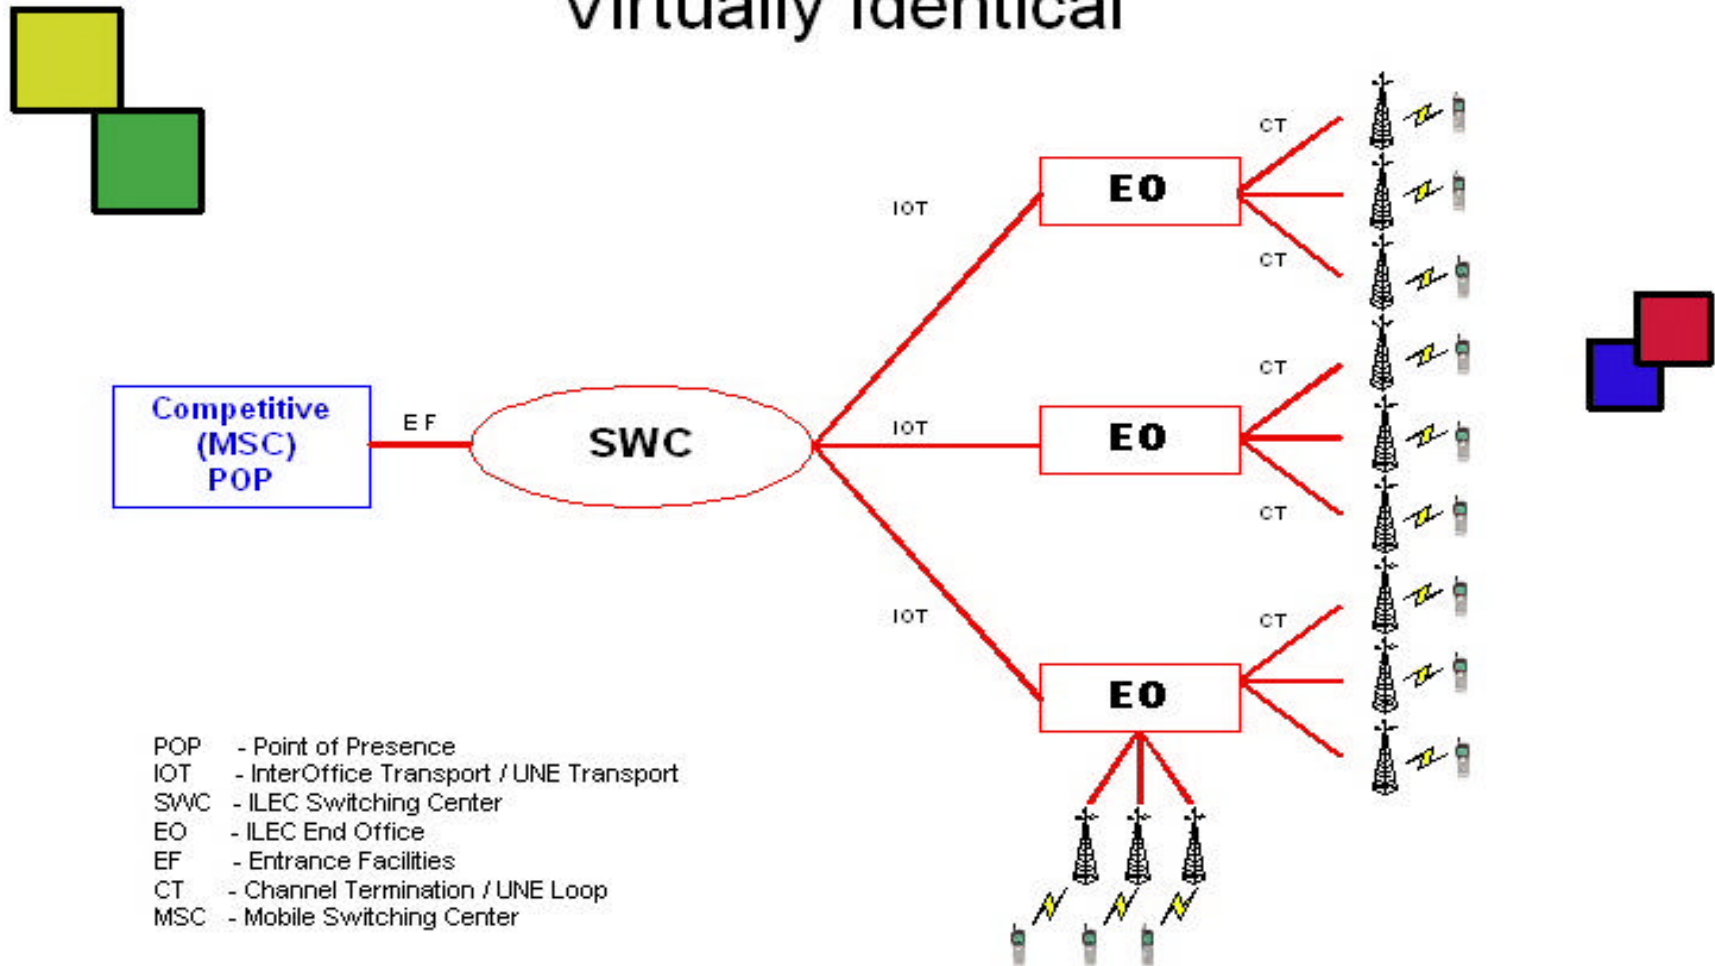 Virtually Identical
CT
EO
IOT
CT
CT
Competitive
(MSC)
POP
EF
SWC
IOT
EO
CT
IOT
CT
EO
POP - Point of Presence
IOT - InterOffice Transport / UNE Transport
SWC - ILEC Switching Center
EO - ILEC End Office
EF - Entrance Facilities
CT - Channel Termination / UNE Loop
MSC - Mobile Switching Center